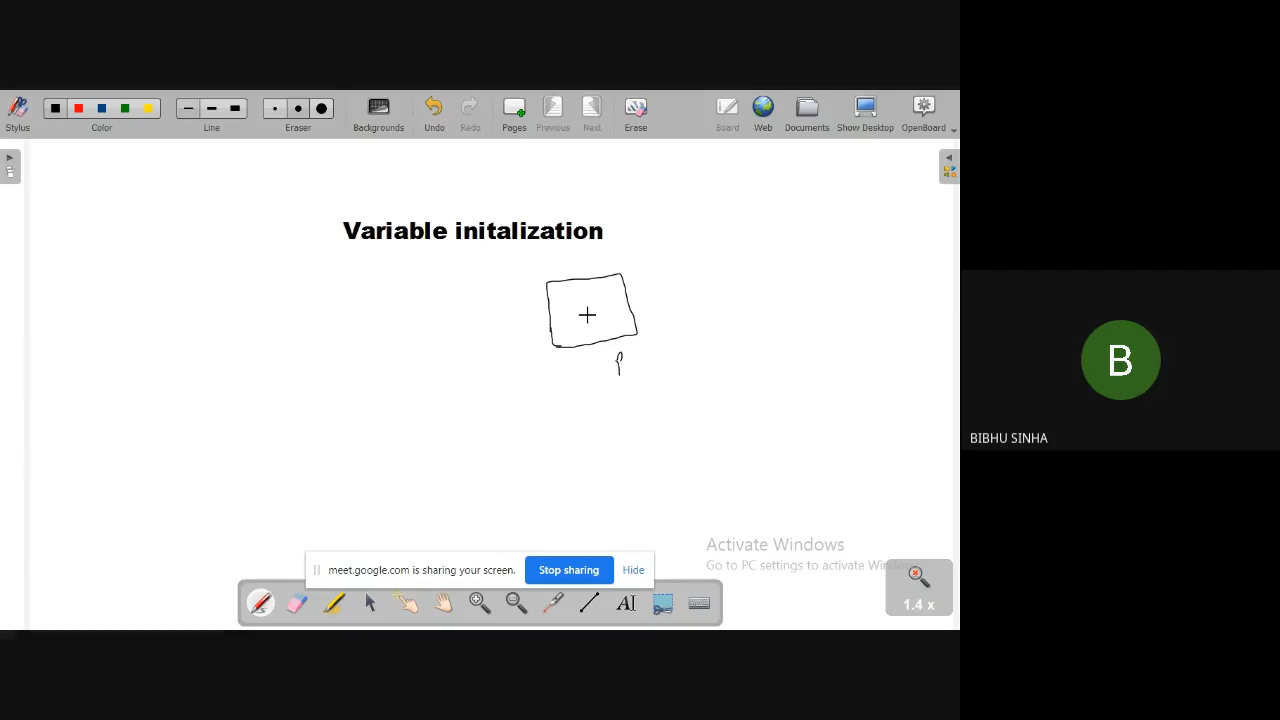 Stylus
Color
Line
Eraser
Backgrounds
Undo
Redo
Pages
Previous
Next
Erase
Board
Web
Documents
Show Desktop
OpenBoard
Variable initalization
B
BIBHU SINHA
Activate Windows
Go to PC settings to activate
meet.google.com is sharing your screen.
Stop sharing
Hide
AI
1.4 x